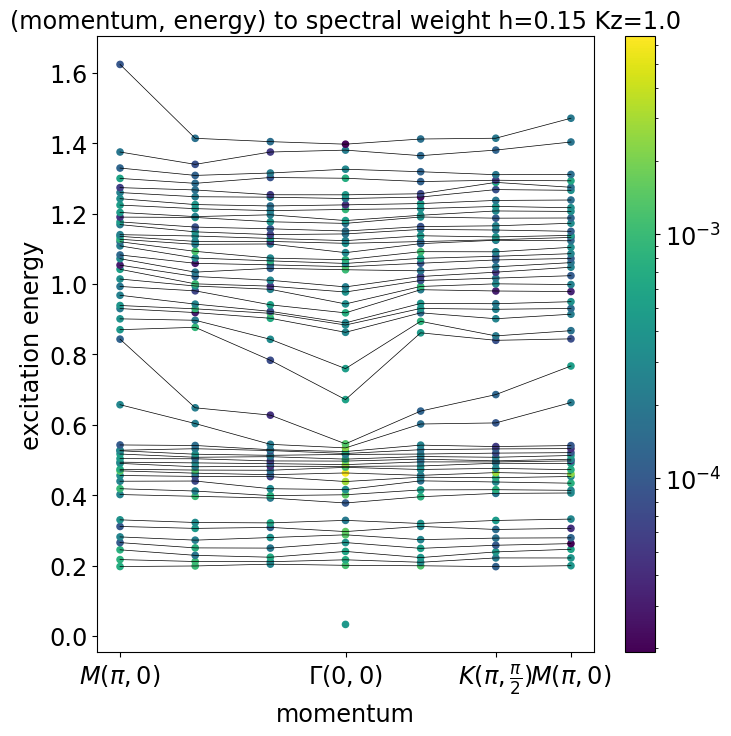 (momentum, energy) to spectral weight h=0.15 Kz=1.0
excitation energy
1.6
1.4
1.2
1.0
0.8
0.6
0.4
0.2
0.0
M(π, 0)
Γ(0, 0)
K(π, π/2)
M(π, 0)
momentum
10⁻³
10⁻⁴